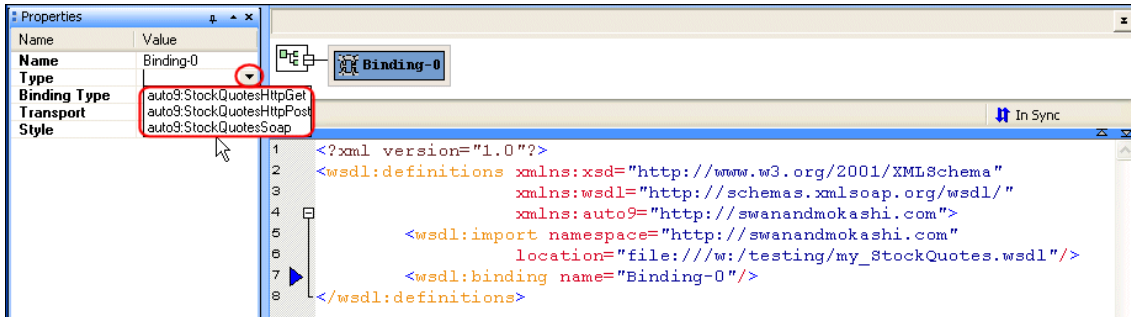 Properties
Name Value
Name Binding-0
Type
Binding Type auto9:StockQuotesHttpGet
Transport auto9:StockQuotesHttpPost
Style auto9:StockQuotesSoap
Binding-0
In Sync
1 <?xml version="1.0"?>
2 <wsdl:definitions xmlns:xsd="http://www.w3.org/2001/XMLSchema"
3 xmlns:wsdl="http://schemas.xmlsoap.org/wsdl/"
4 xmlns:auto9="http://swanandmokashi.com">
5 <wsdl:import namespace="http://swanandmokashi.com"
6 location="file:///w:/testing/my_StockQuotes.wsdl"/>
7 <wsdl:binding name="Binding-0"/>
8 </wsdl:definitions>